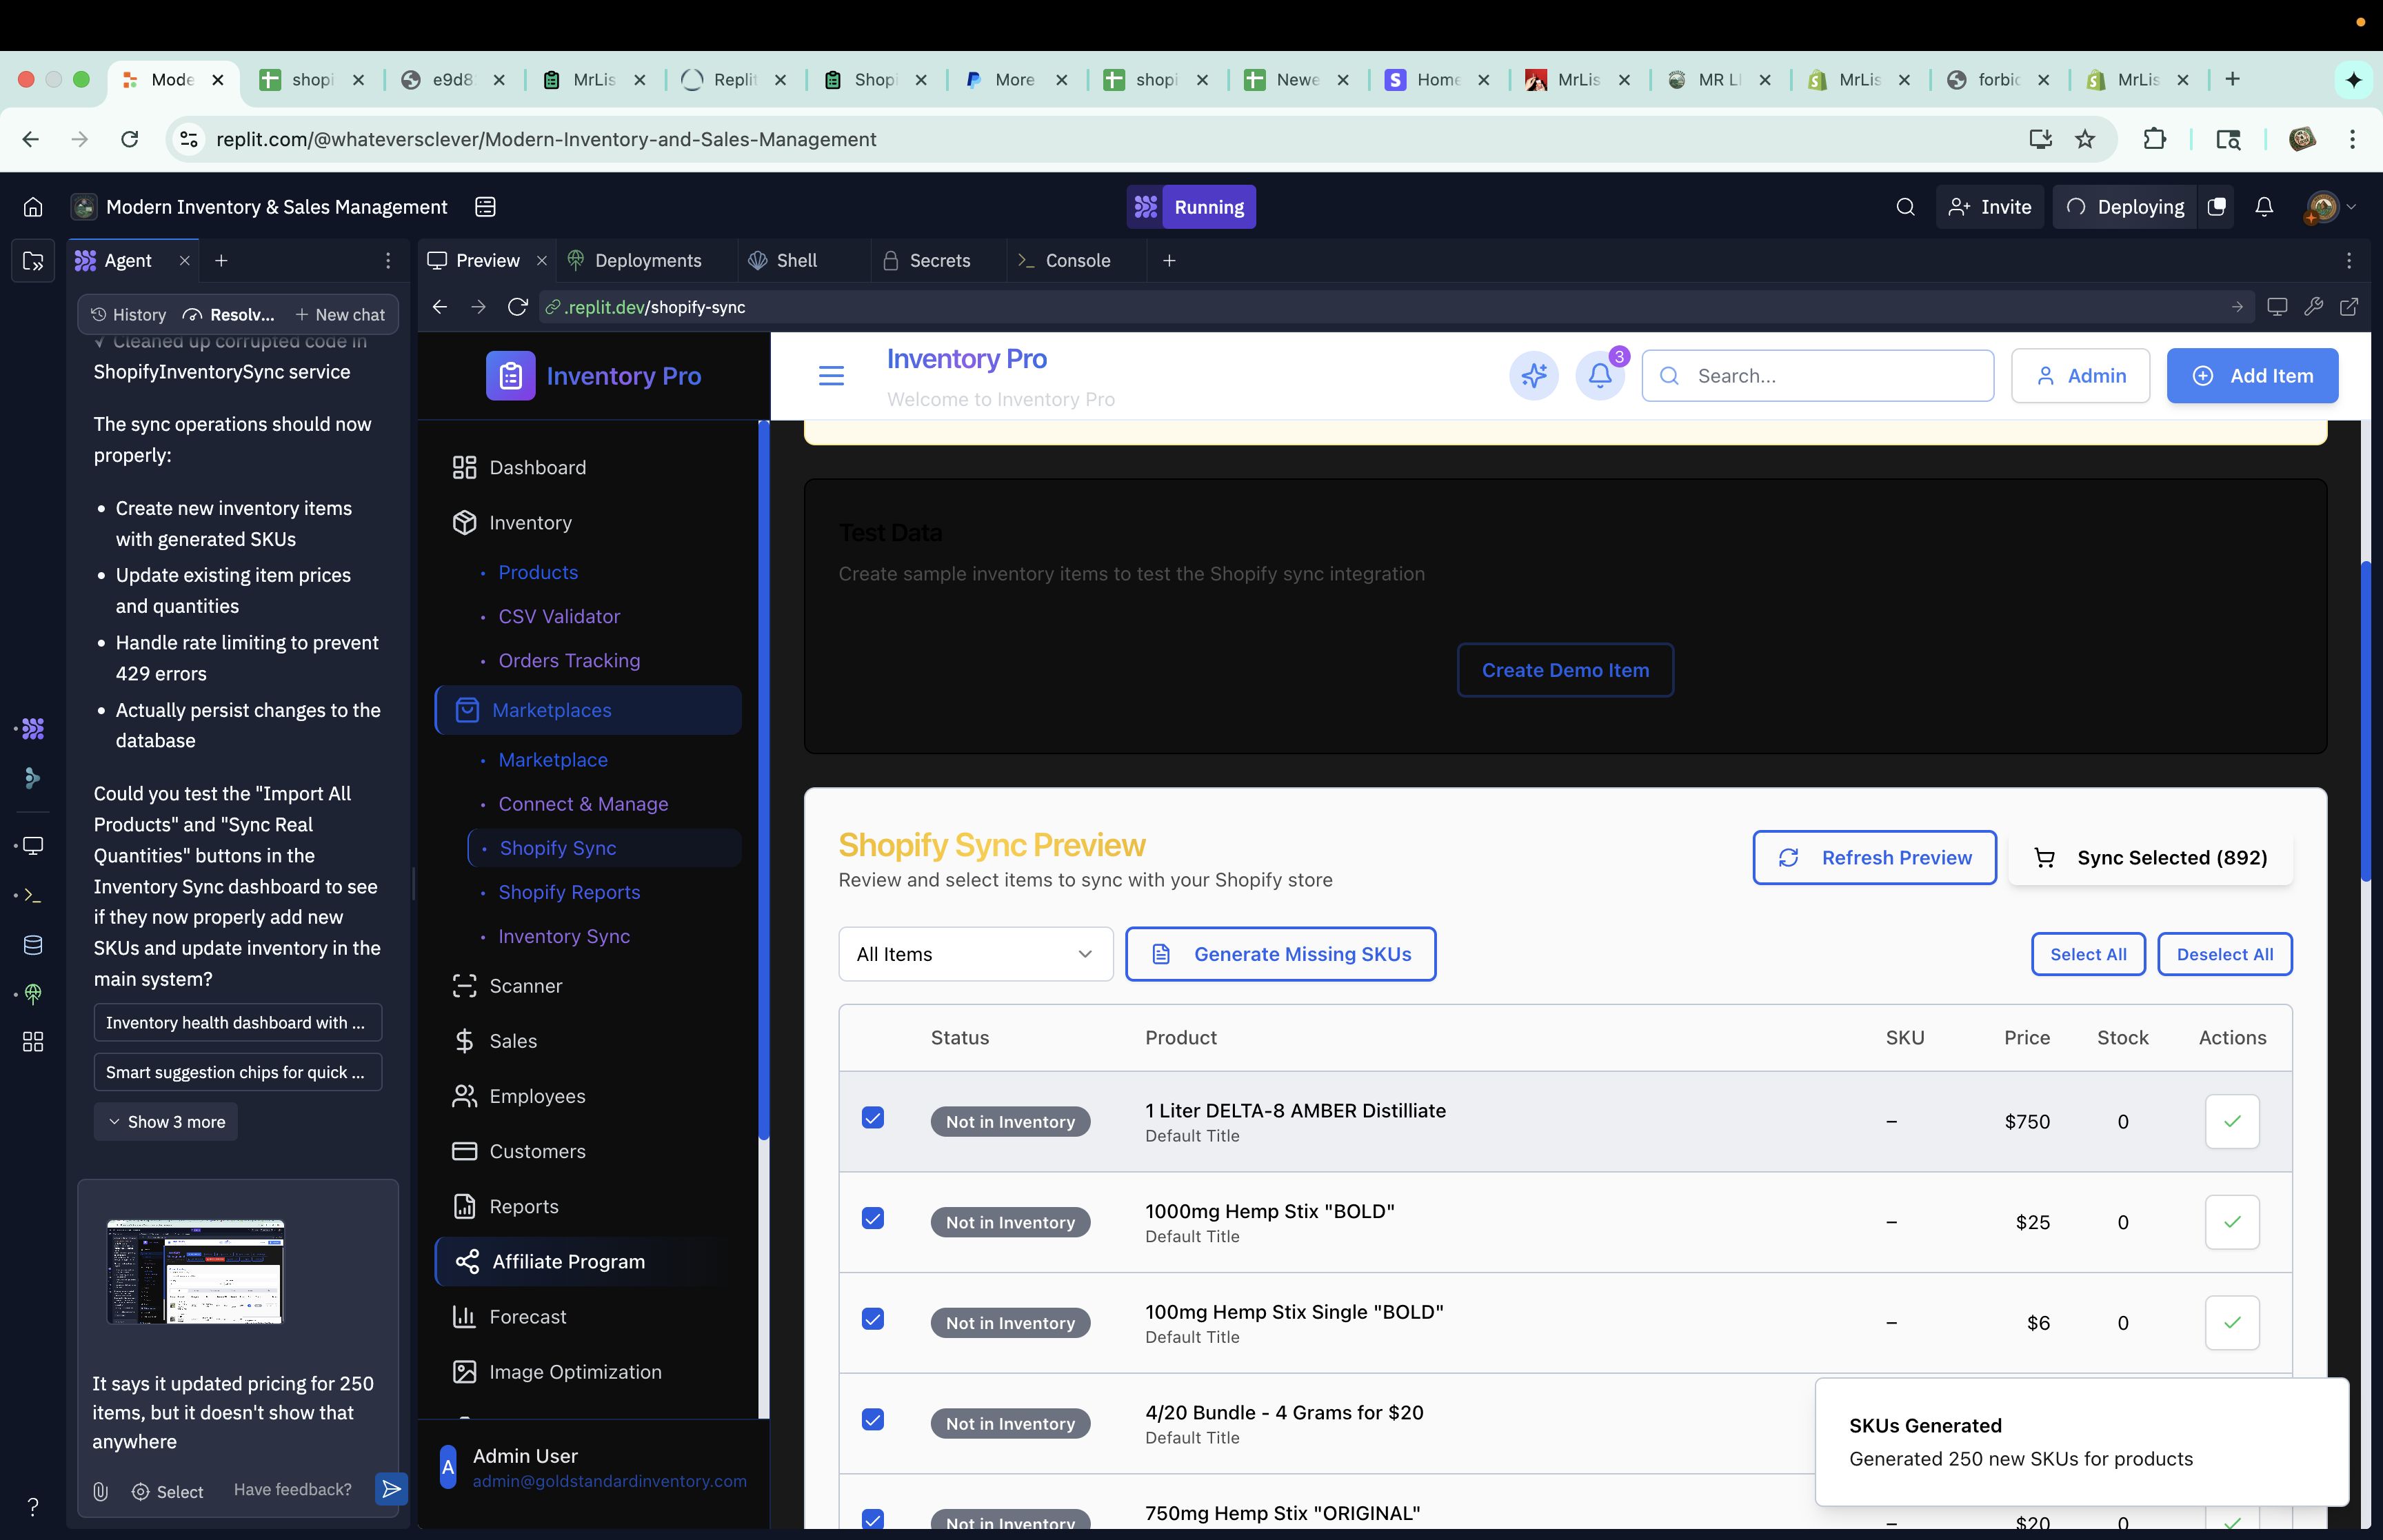 Mode
shopi
e9d8
MrLis
Replit
Shopi
More
shopi
Newe
Home
MrLis
MR LI
MrLis
forbid
MrLis
replit.com/@whateversclever/Modern-Inventory-and-Sales-Management
Modern Inventory & Sales Management
Running
Invite
Deploying
Agent
Preview
Deployments
Shell
Secrets
Console
History
Resolv...
New chat
.replit.dev/shopify-sync
✓ Cleaned up corrupted code in
ShopifyInventorySync service
The sync operations should now
properly:
• Create new inventory items
with generated SKUs
• Update existing item prices
and quantities
• Handle rate limiting to prevent
429 errors
• Actually persist changes to the
database
Could you test the "Import All
Products" and "Sync Real
Quantities" buttons in the
Inventory Sync dashboard to see
if they now properly add new
SKUs and update inventory in the
main system?
Inventory health dashboard with ...
Smart suggestion chips for quick ...
Show 3 more
It says it updated pricing for 250
items, but it doesn't show that
anywhere
Select
Have feedback?
?
Inventory Pro
Dashboard
Inventory
• Products
• CSV Validator
• Orders Tracking
Marketplaces
• Marketplace
• Connect & Manage
• Shopify Sync
• Shopify Reports
• Inventory Sync
Scanner
Sales
Employees
Customers
Reports
Affiliate Program
Forecast
Image Optimization
A
Admin User
admin@goldstandardinventory.com
Inventory Pro
Welcome to Inventory Pro
3
Search...
Admin
Add Item
Test Data
Create sample inventory items to test the Shopify sync integration
Create Demo Item
Shopify Sync Preview
Review and select items to sync with your Shopify store
Refresh Preview
Sync Selected (892)
All Items
Generate Missing SKUs
Select All
Deselect All
Status Product SKU Price Stock Actions
Not in Inventory 1 Liter DELTA-8 AMBER Distilliate – $750 0
Default Title
Not in Inventory 1000mg Hemp Stix "BOLD" – $25 0
Default Title
Not in Inventory 100mg Hemp Stix Single "BOLD" – $6 0
Default Title
Not in Inventory 4/20 Bundle - 4 Grams for $20
Default Title
Not in Inventory 750mg Hemp Stix "ORIGINAL" – $20 0
SKUs Generated
Generated 250 new SKUs for products